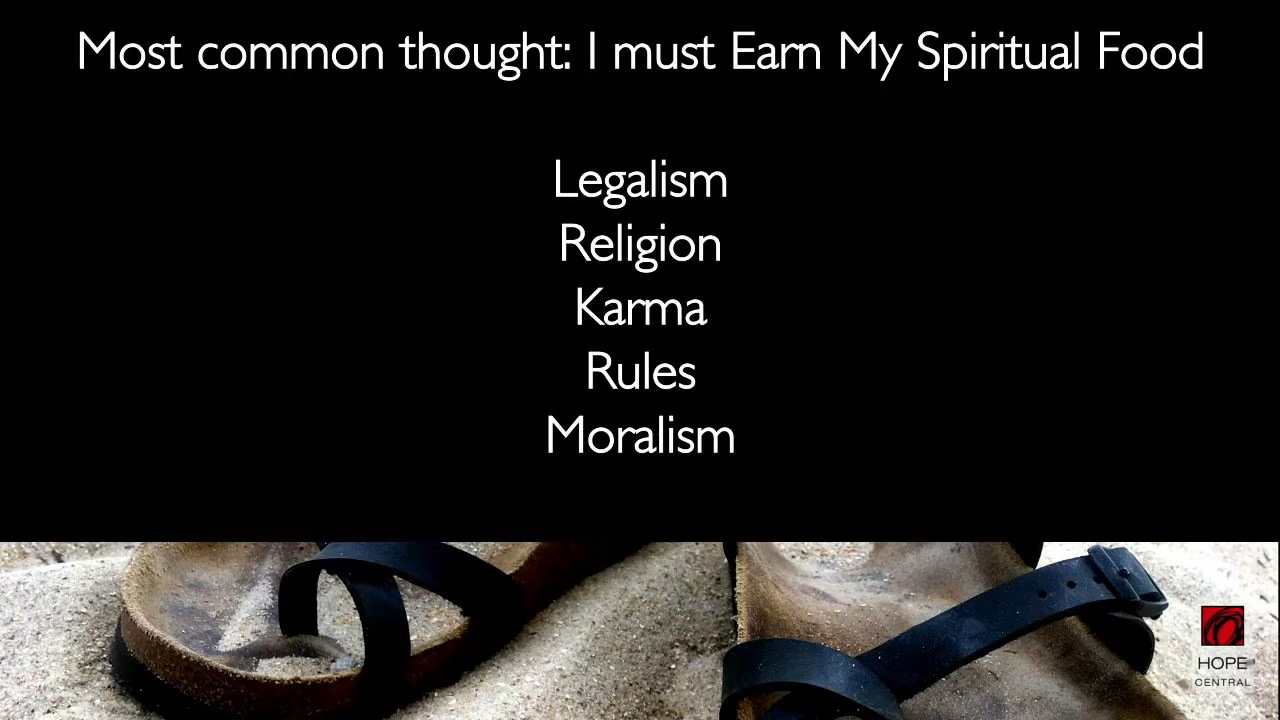 Most common thought: I must Earn My Spiritual Food
Legalism
Religion
Karma
Rules
Moralism
HOPE
CENTRAL